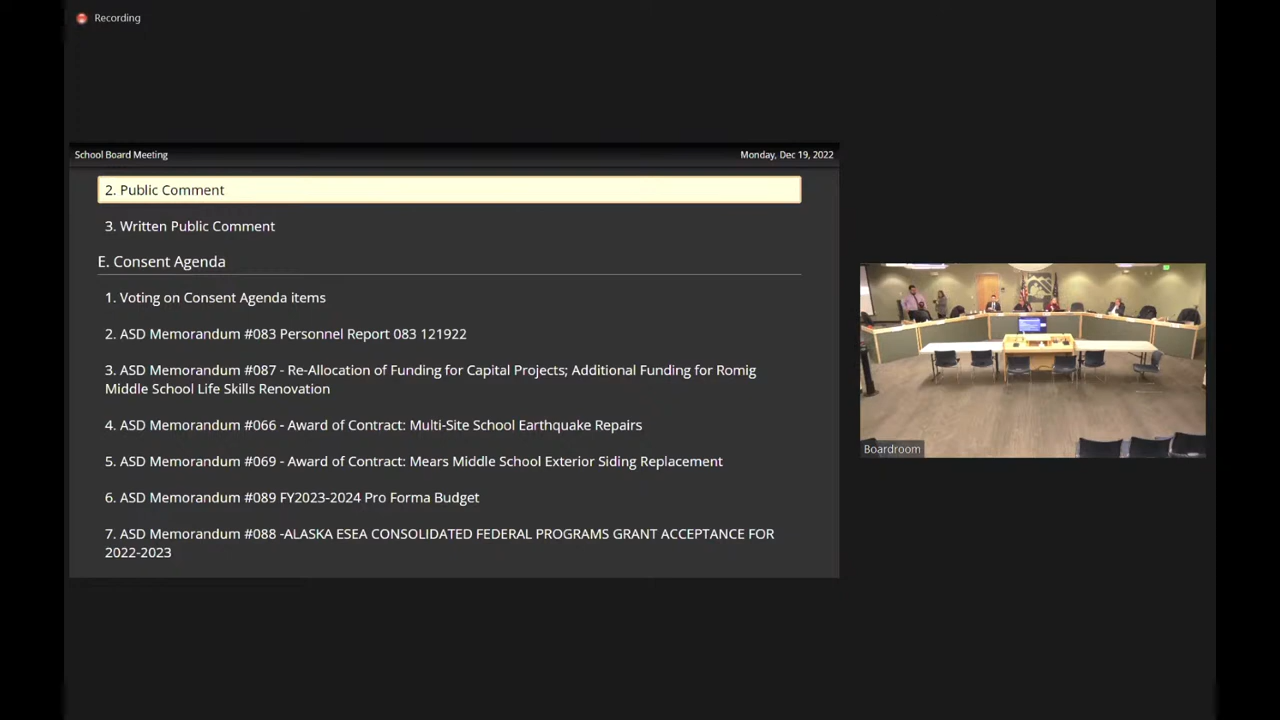 Recording
School Board Meeting
Monday, Dec 19, 2022
2. Public Comment
3. Written Public Comment
E. Consent Agenda
1. Voting on Consent Agenda items
2. ASD Memorandum #083 Personnel Report 083 121922
3. ASD Memorandum #087 - Re-Allocation of Funding for Capital Projects; Additional Funding for Romig
Middle School Life Skills Renovation
4. ASD Memorandum #066 - Award of Contract: Multi-Site School Earthquake Repairs
5. ASD Memorandum #069 - Award of Contract: Mears Middle School Exterior Siding Replacement
6. ASD Memorandum #089 FY2023-2024 Pro Forma Budget
7. ASD Memorandum #088 -ALASKA ESEA CONSOLIDATED FEDERAL PROGRAMS GRANT ACCEPTANCE FOR
2022-2023
Boardroom